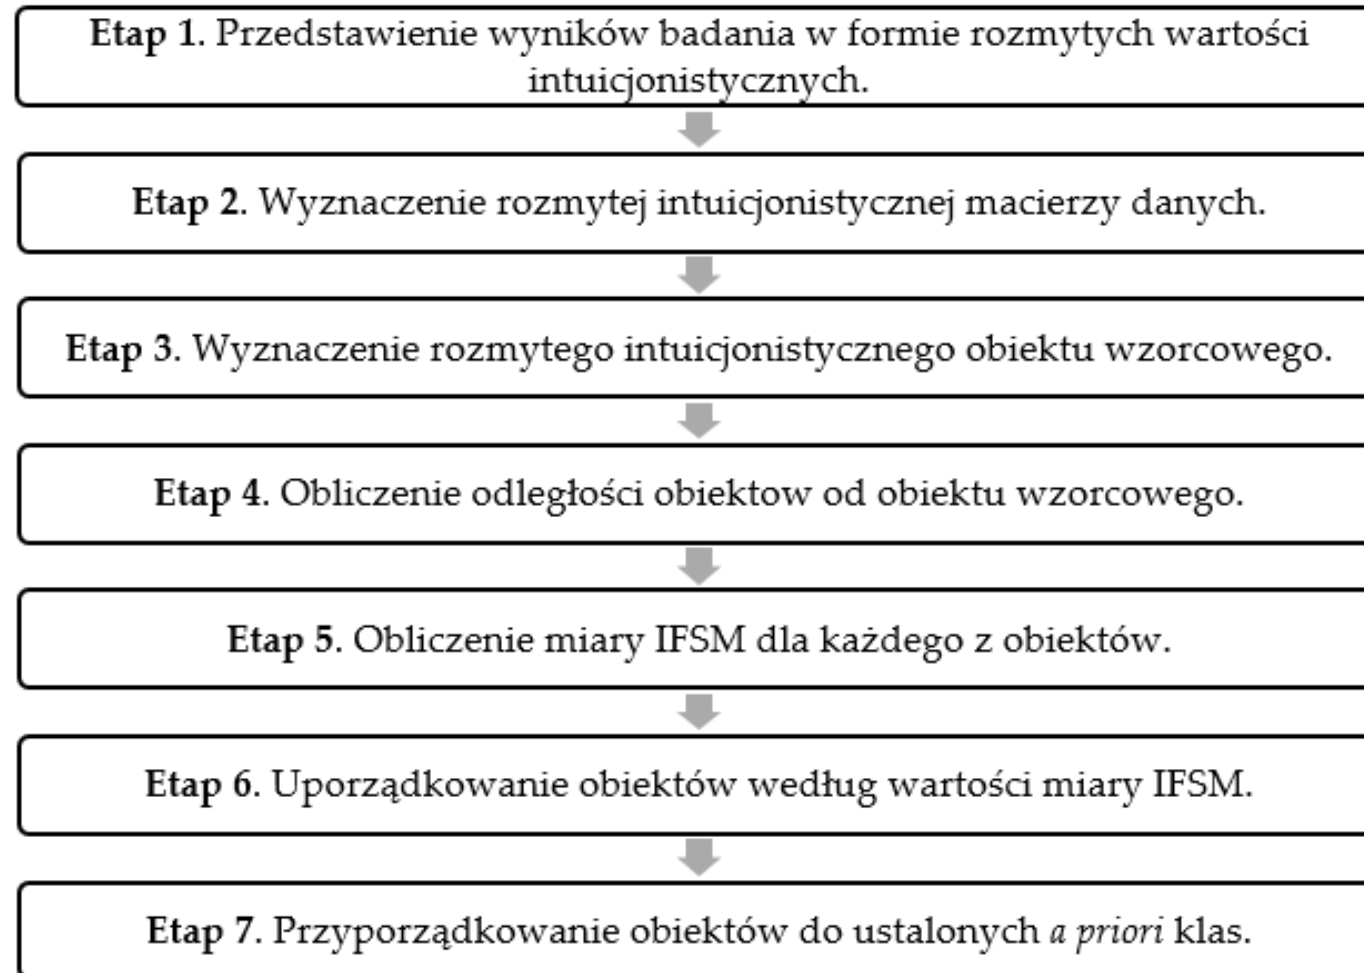 Etap 1. Przedstawienie wyników badania w formie rozmytych wartości
intuicjonistycznych.
Etap 2. Wyznaczenie rozmytej intuicjonistycznej macierzy danych.
Etap 3. Wyznaczenie rozmytego intuicjonistycznego obiektu wzorcowego.
Etap 4. Obliczenie odległości obiektow od obiektu wzorcowego.
Etap 5. Obliczenie miary IFSM dla każdego z obiektów.
Etap 6. Uporządkowanie obiektów według wartości miary IFSM.
Etap 7. Przyporządkowanie obiektów do ustalonych a priori klas.